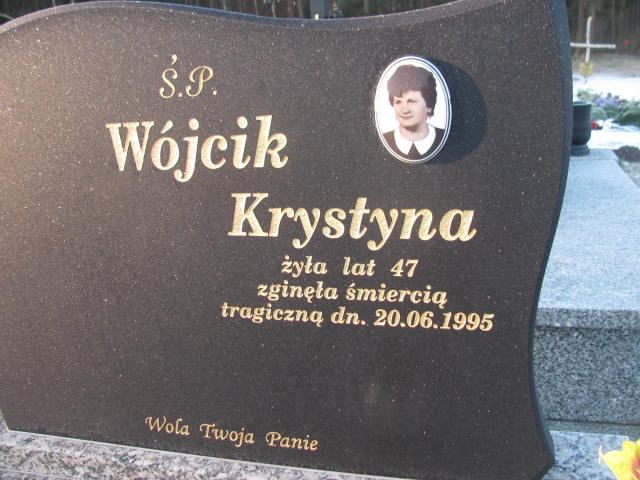 Ś.P.
Wójcik
Krystyna
żyła lat 47
zginęła śmiercią
tragiczną dn. 20.06.1995
Wola Twoja Panie